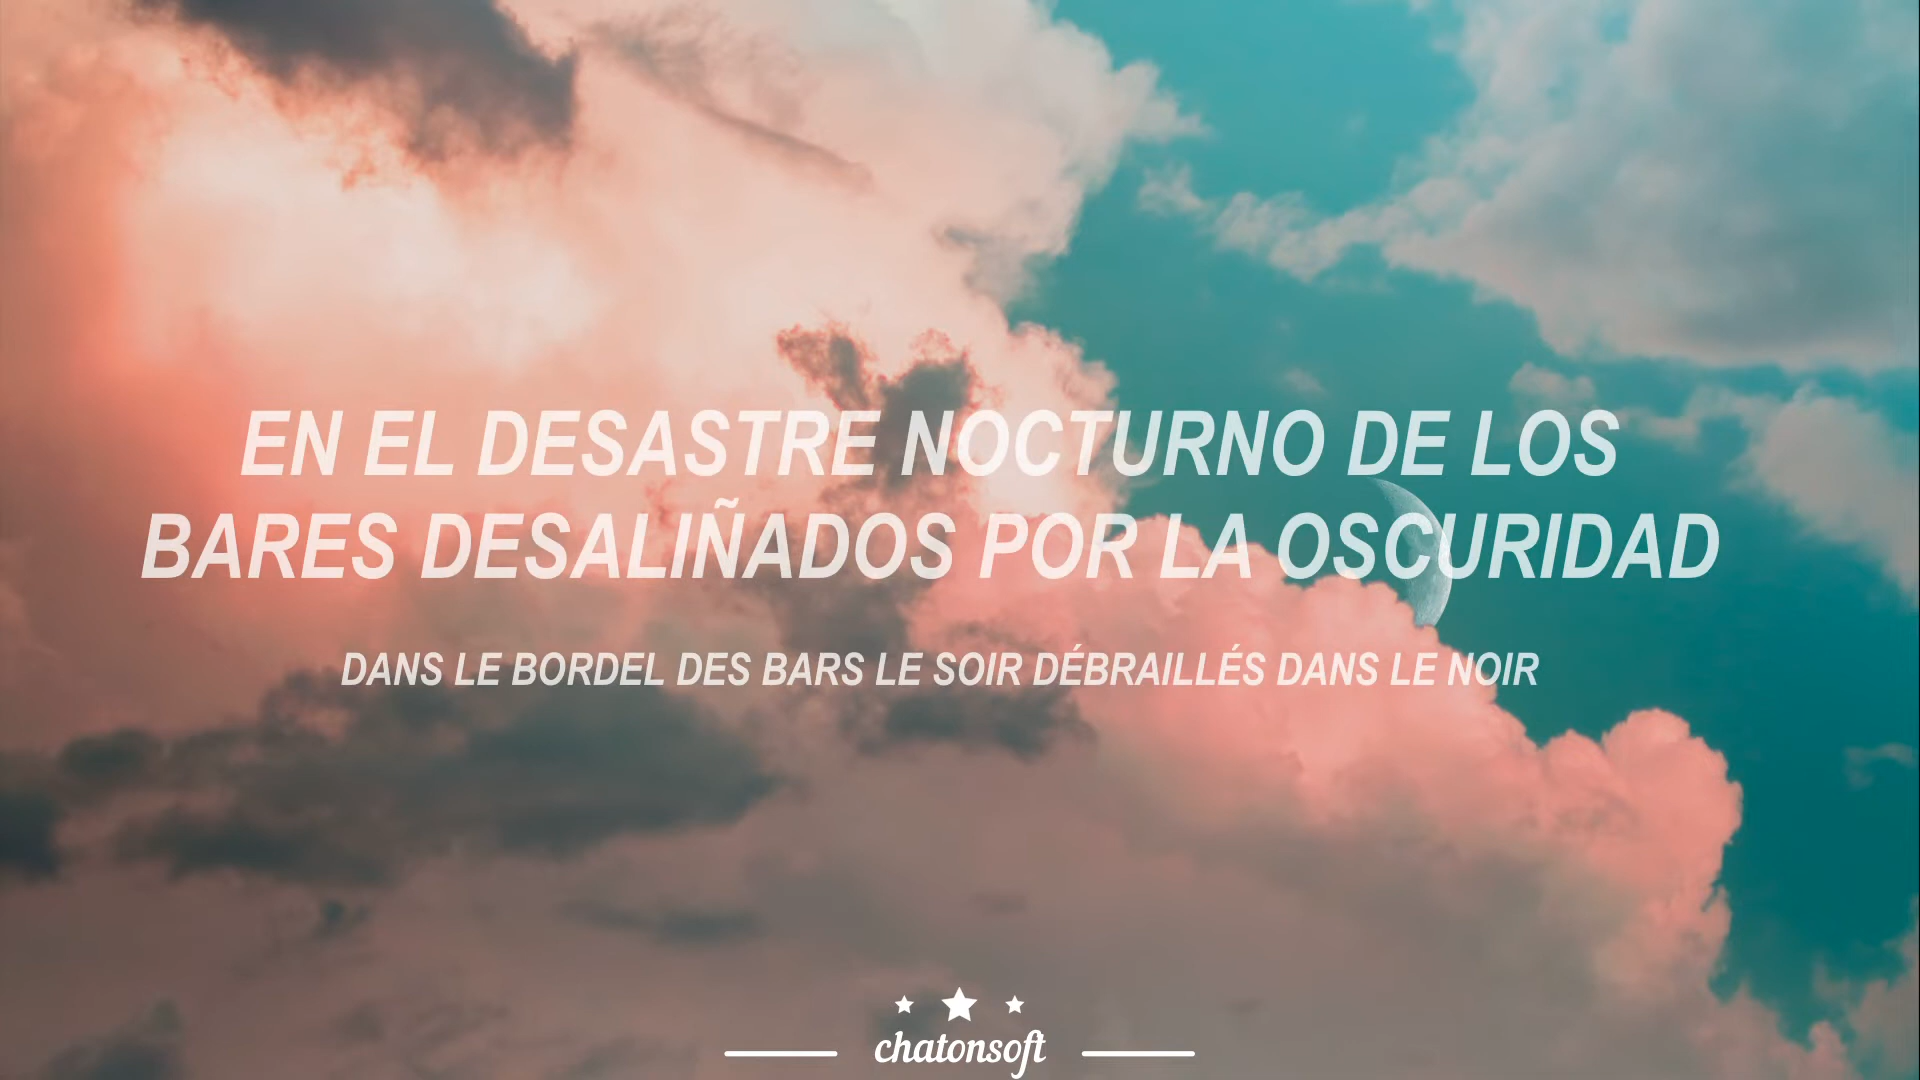 EN EL DESASTRE NOCTURNO DE LOS
BARES DESALIÑADOS POR LA OSCURIDAD
DANS LE BORDEL DES BARS LE SOIR DÉBRAILLÉS DANS LE NOIR
chatonsoft